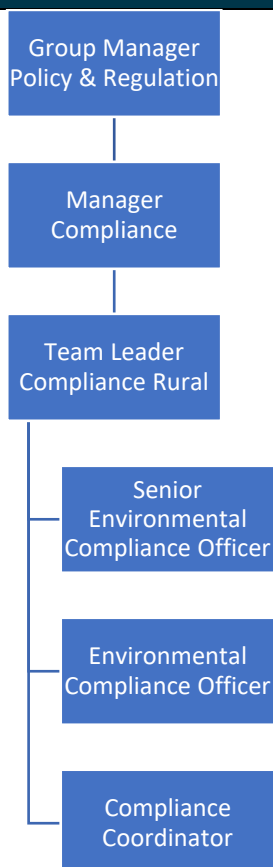 Group Manager
Policy & Regulation
Manager
Compliance
Team Leader
Compliance Rural
Senior
Environmental
Compliance Officer
Environmental
Compliance Officer
Compliance
Coordinator